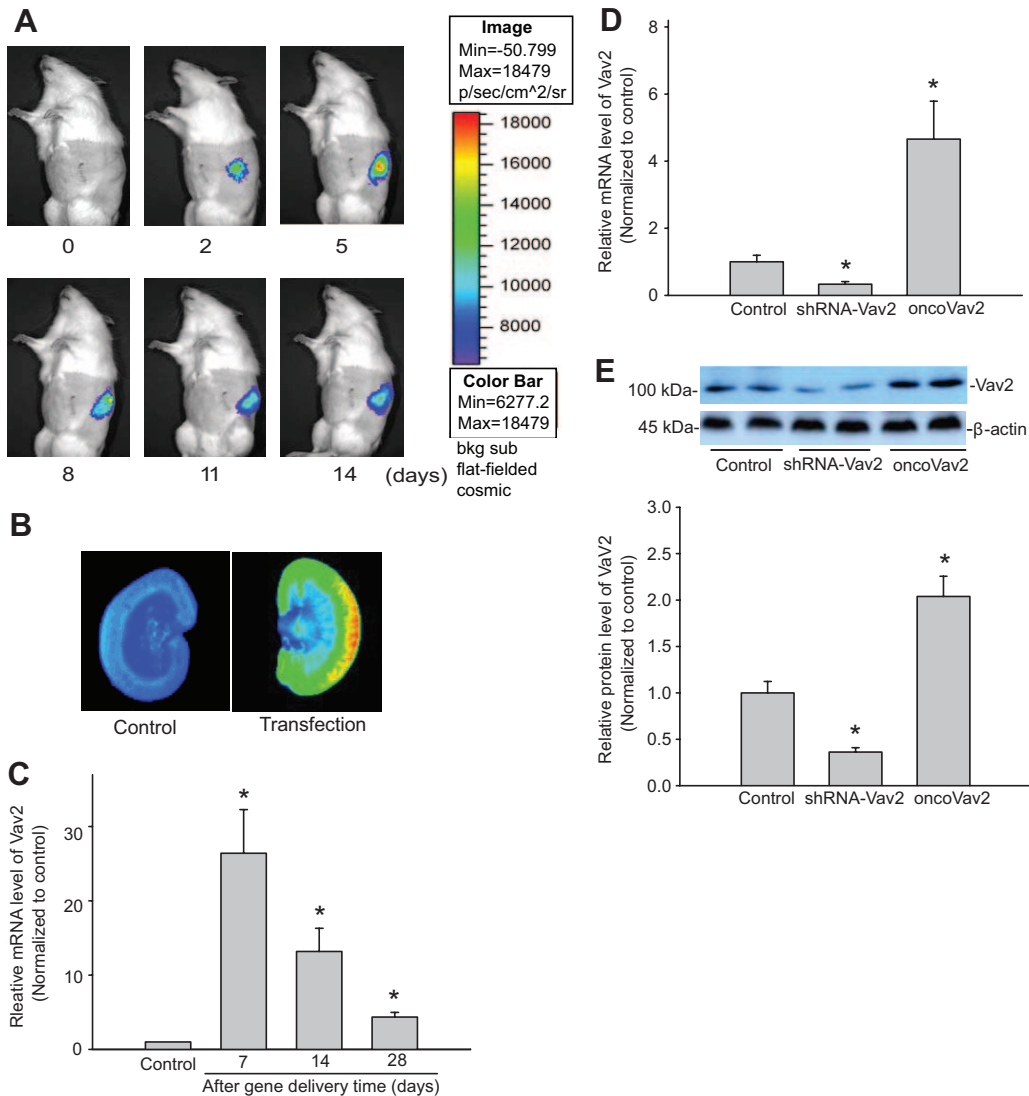 A
0
2
5
8
11
14
(days)
Image
Min=-50.799
Max=18479
p/sec/cm^2/sr
18000
16000
14000
12000
10000
8000
Color Bar
Min=6277.2
Max=18479
bkg sub
flat-fielded
cosmic
B
Control
Transfection
C
Rleative mRNA level of Vav2
(Normalized to control)
30
20
10
0
*
*
*
Control
7
14
28
After gene delivery time (days)
D
Relative mRNA level of Vav2
(Normalized to control)
8
6
4
2
0
*
*
Control
shRNA-Vav2
oncoVav2
E
100 kDa-
-Vav2
45 kDa-
-β-actin
Control
shRNA-Vav2
oncoVav2
Relative protein level of VaV2
(Normalized to control)
3.0
2.5
2.0
1.0
0.5
0.0
*
*
Control
shRNA-Vav2
oncoVav2